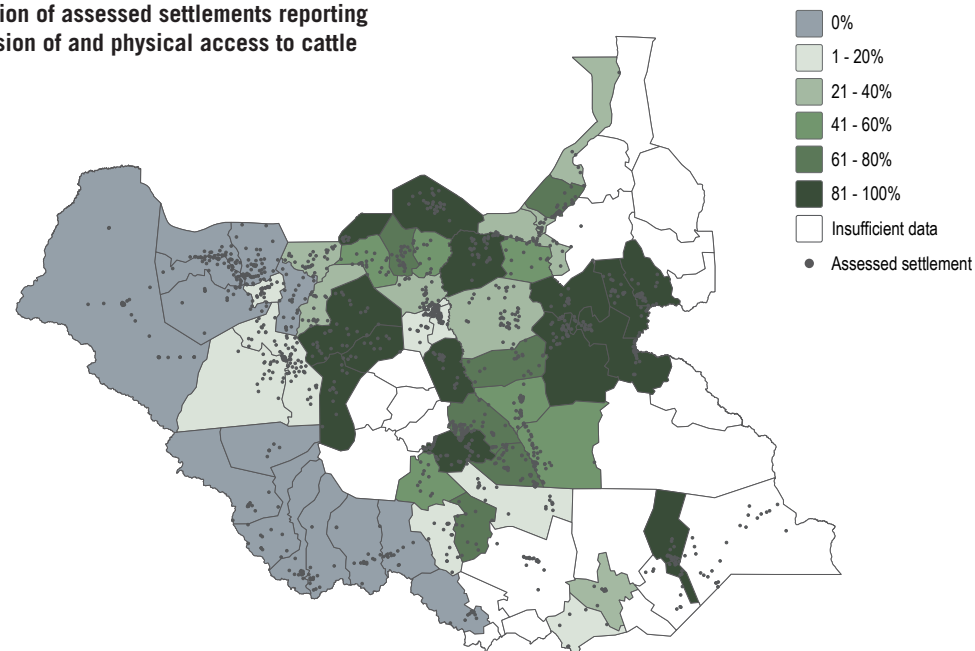 ion of assessed settlements reporting
sion of and physical access to cattle
0%
1 - 20%
21 - 40%
41 - 60%
61 - 80%
81 - 100%
Insufficient data
Assessed settlement